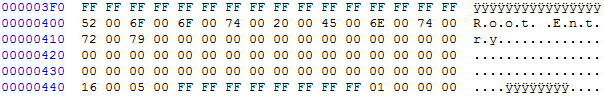 000003F0 FF FF FF FF FF FF FF FF FF FF FF FF FF FF FF FF ÿÿÿÿÿÿÿÿÿÿÿÿÿÿÿÿ
00000400 52 00 6F 00 6F 00 74 00 20 00 45 00 6E 00 74 00 R.o.o.t. .E.n.t.
00000410 72 00 79 00 00 00 00 00 00 00 00 00 00 00 00 00 r.y.............
00000420 00 00 00 00 00 00 00 00 00 00 00 00 00 00 00 00 ................
00000430 00 00 00 00 00 00 00 00 00 00 00 00 00 00 00 00 ................
00000440 16 00 05 00 FF FF FF FF FF FF FF FF 01 00 00 00 ....ÿÿÿÿÿÿÿÿ....